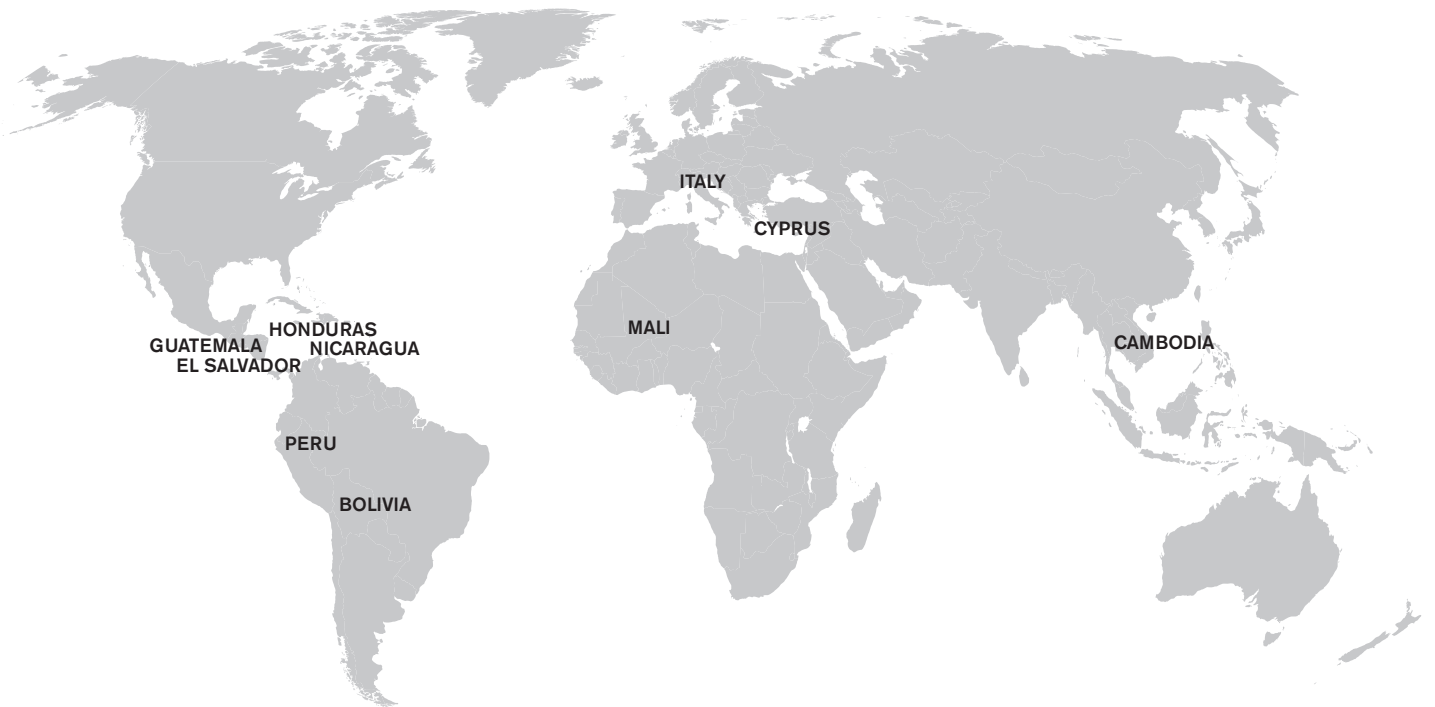 ITALY
CYPRUS
MALI
HONDURAS
GUATEMALA
NICARAGUA
EL SALVADOR
CAMBODIA
PERU
BOLIVIA